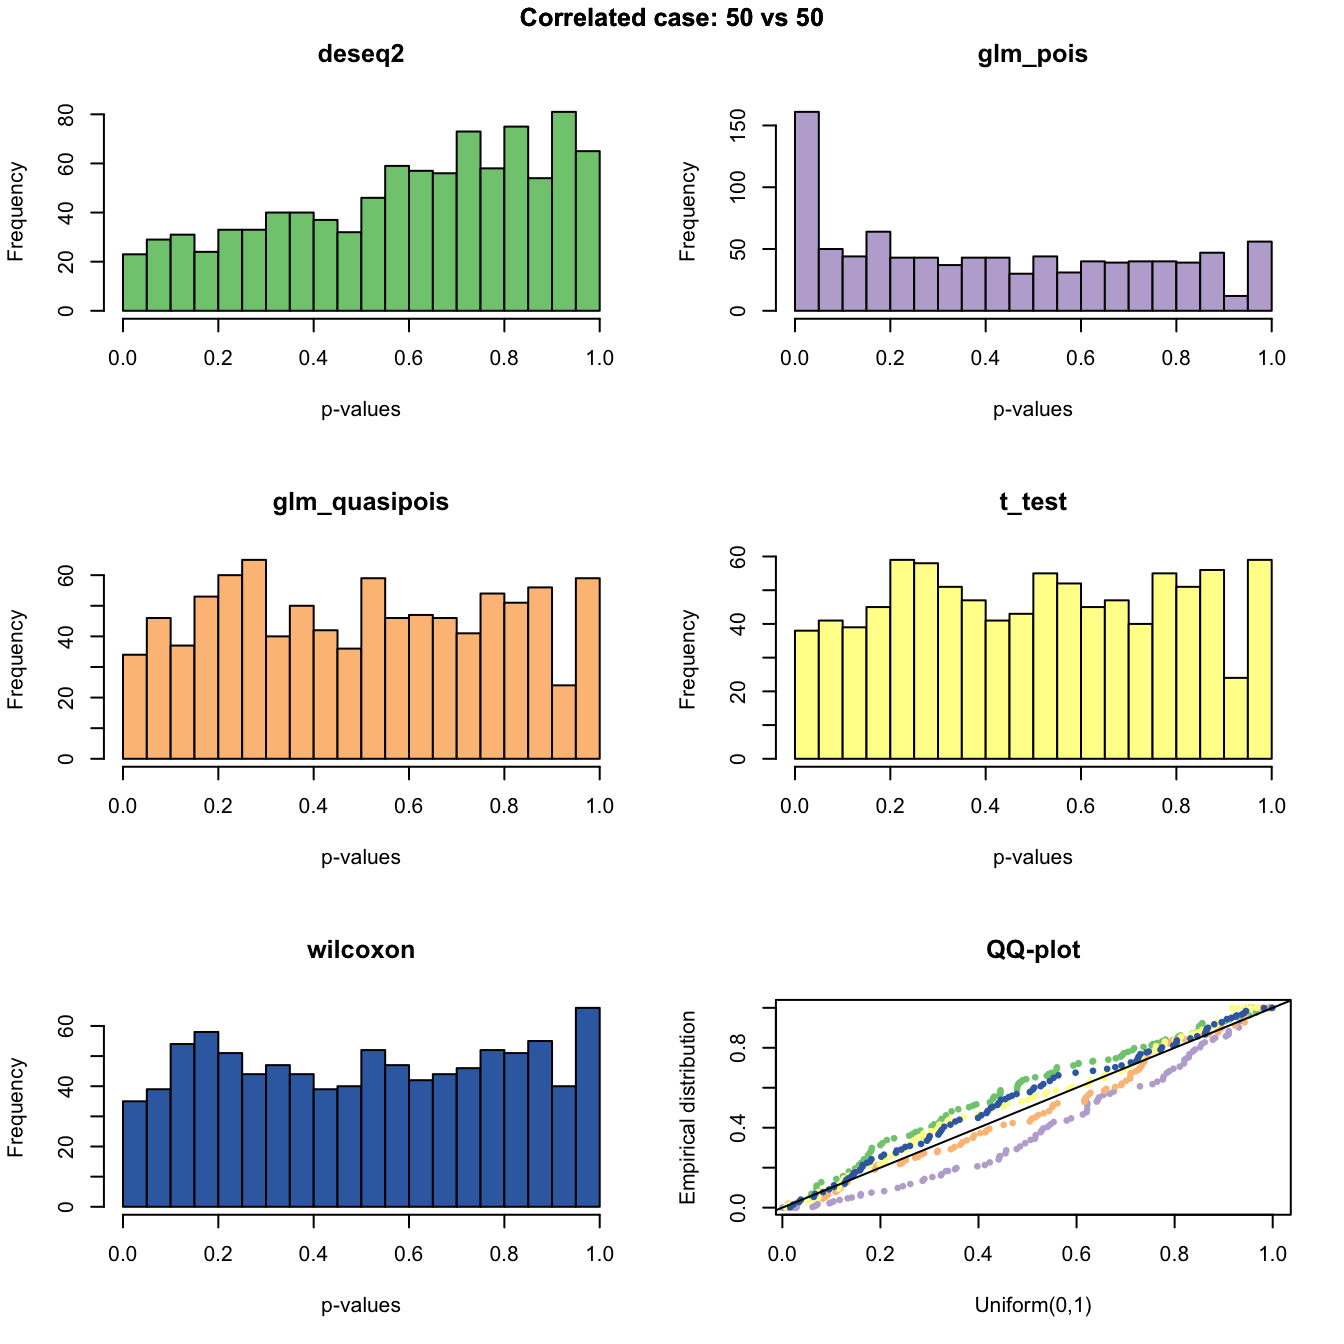 Correlated case: 50 vs 50
deseq2
Frequency
0 20 40 60 80
0.0 0.2 0.4 0.6 0.8 1.0
p-values
glm_pois
Frequency
0 50 100 150
0.0 0.2 0.4 0.6 0.8 1.0
p-values
glm_quasipois
Frequency
0 20 40 60
0.0 0.2 0.4 0.6 0.8 1.0
p-values
t_test
Frequency
0 20 40 60
0.0 0.2 0.4 0.6 0.8 1.0
p-values
wilcoxon
Frequency
0 20 40 60
0.0 0.2 0.4 0.6 0.8 1.0
p-values
QQ-plot
Empirical distribution
0.0 0.4 0.8
0.0 0.2 0.4 0.6 0.8 1.0
Uniform(0,1)